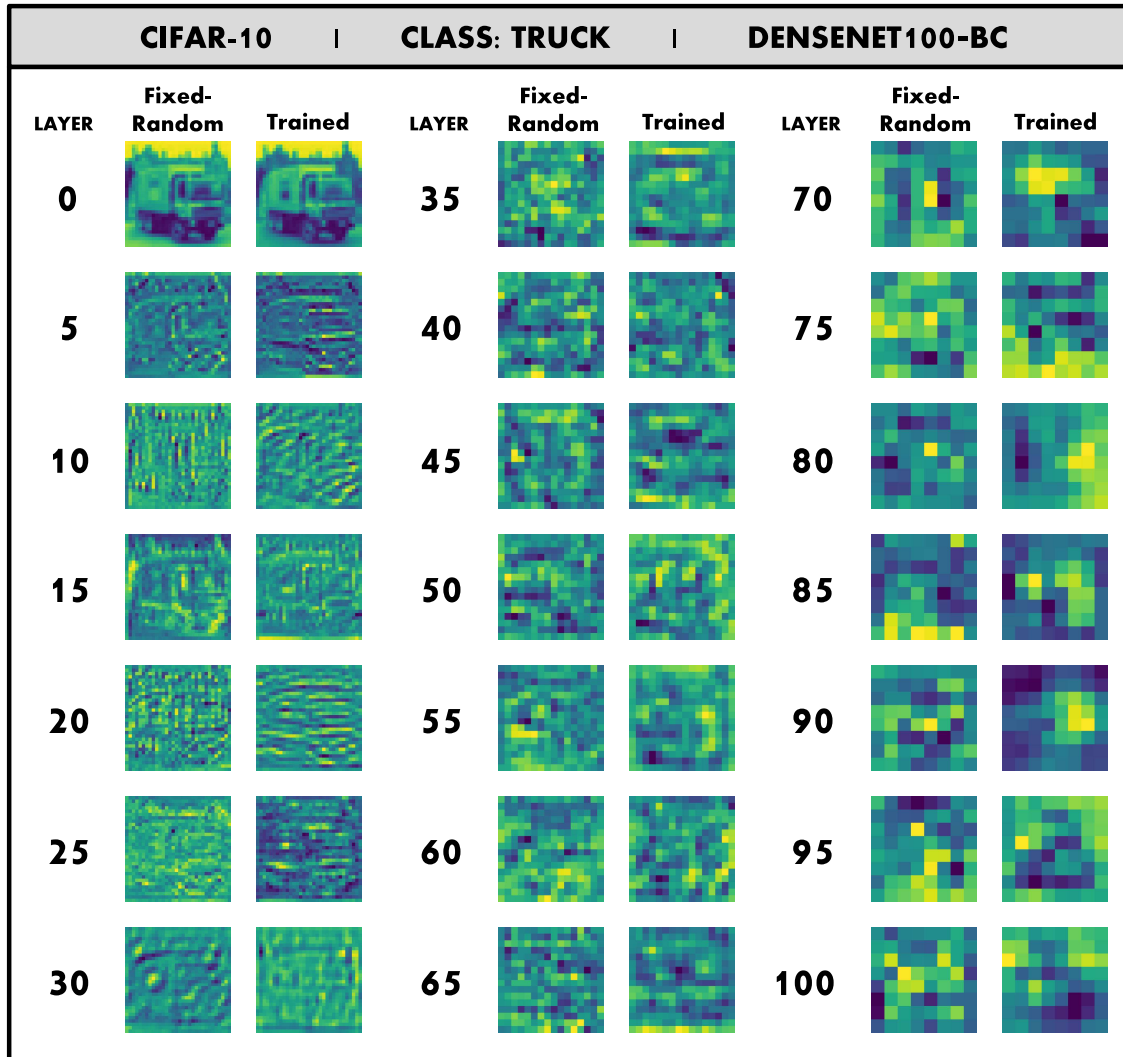 CIFAR-10 | CLASS: TRUCK | DENSENET100-BC
LAYER Fixed-Random Trained LAYER Fixed-Random Trained LAYER Fixed-Random Trained
0 35 70
5 40 75
10 45 80
15 50 85
20 55 90
25 60 95
30 65 100